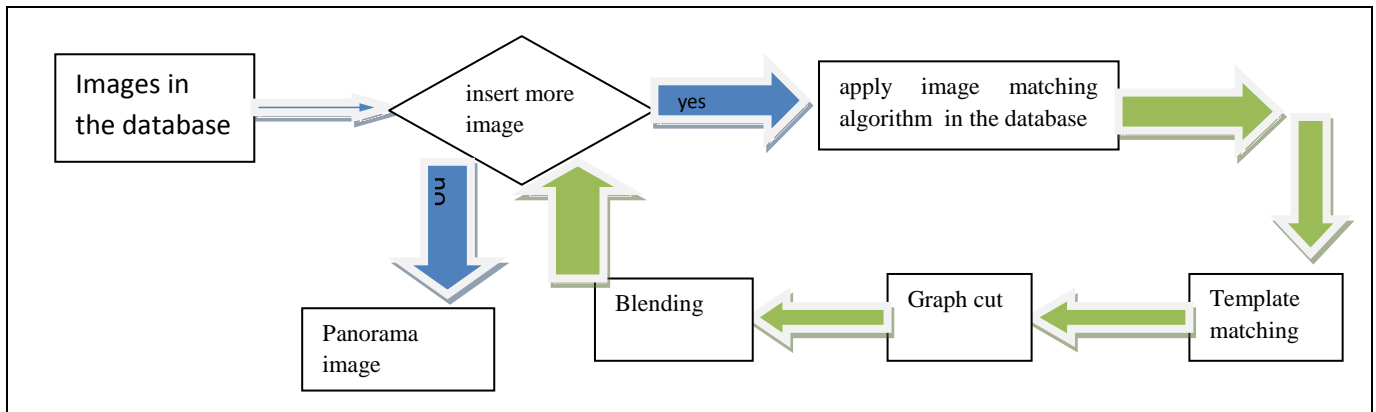 Images in
the database
insert more
image
yes
apply image matching
algorithm in the database
no
Blending
Graph cut
Template
matching
Panorama
image